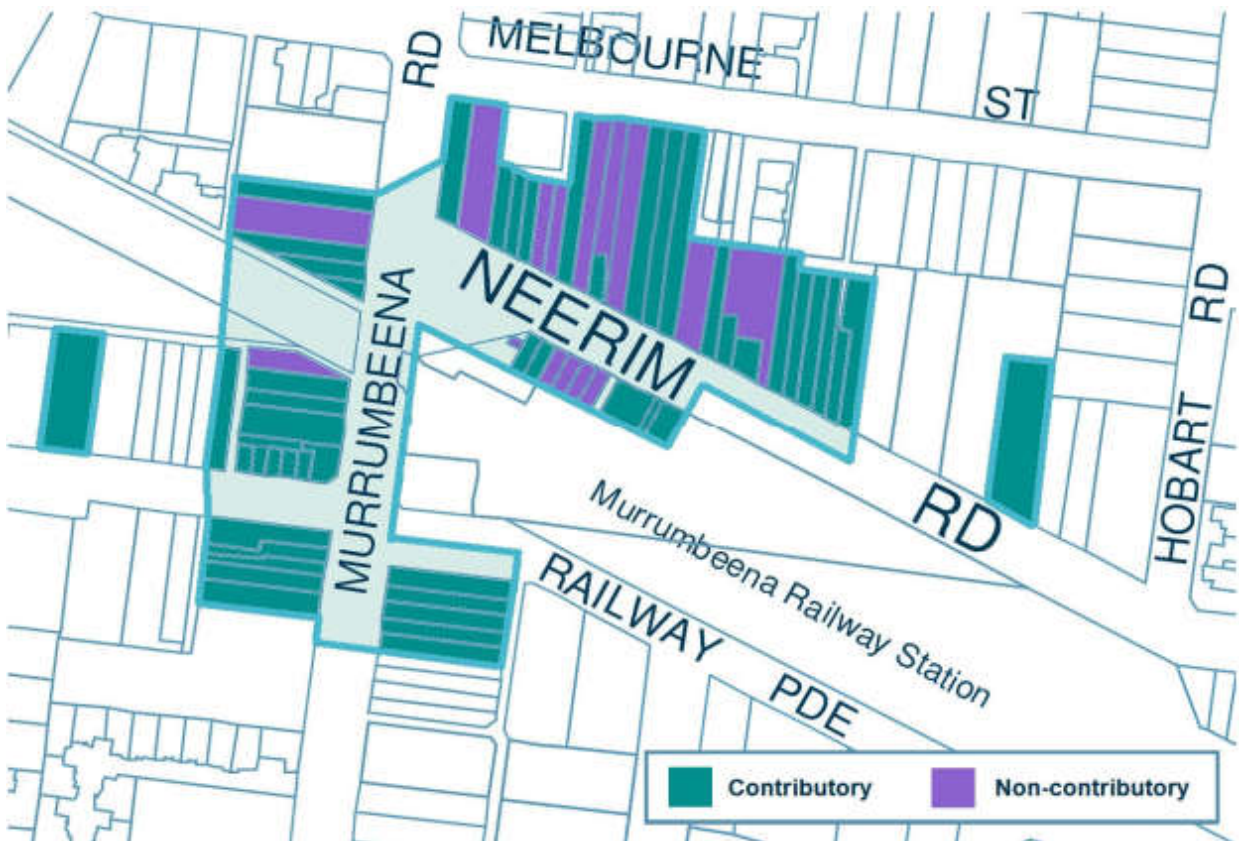 MELBOURNE ST
RD
NEERIM RD
MURRUMBEENA
HOBART RD
Murrumbeena Railway Station
RAILWAY PDE
Contributory
Non-contributory